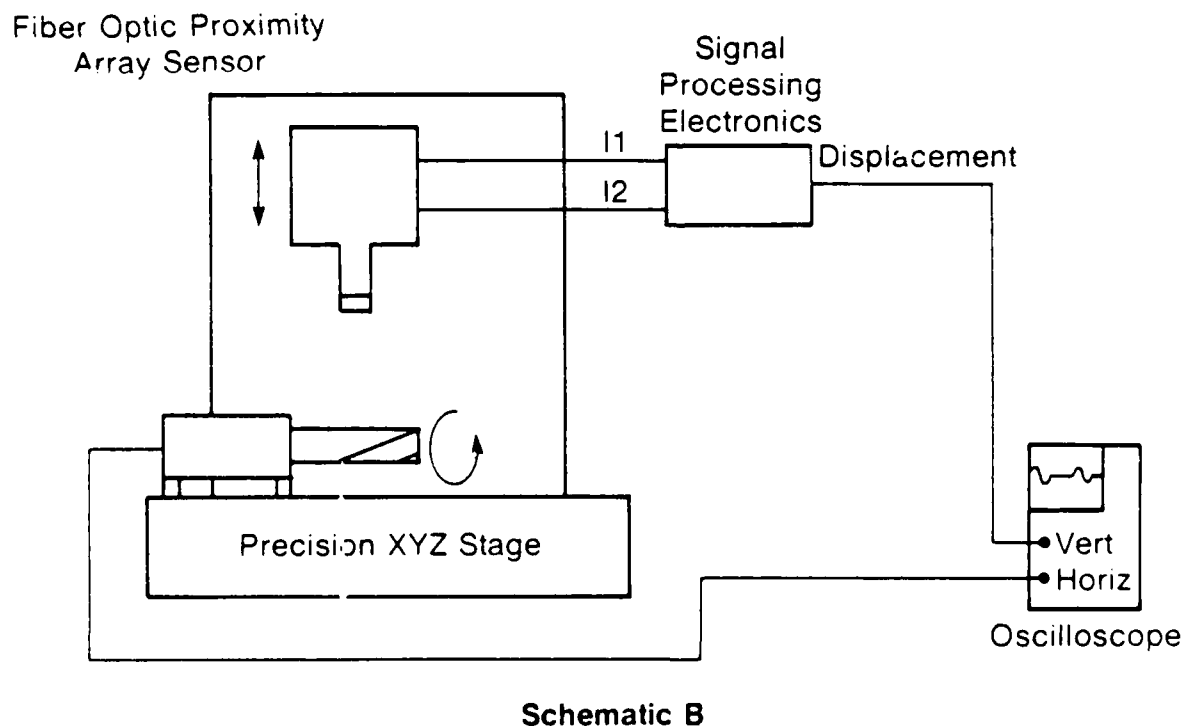 Fiber Optic Proximity
Array Sensor
Signal
Processing
Electronics
I1
Displacement
I2
Precision XYZ Stage
Vert
Horiz
Oscilloscope
Schematic B